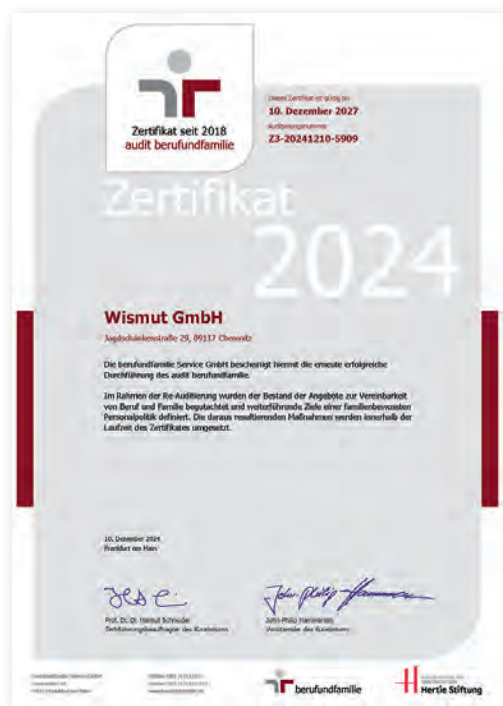 Zertifikat seit 2018
audit berufundfamilie
Dieses Zertifikat ist gültig bis
10. Dezember 2027
Auditierungsnummer
Z3-20241210-5909
Zertifikat
2024
Wismut GmbH
Jagdschänkenstraße 29, 09117 Chemnitz
Die berufundfamilie Service GmbH bescheinigt hiermit die erneute erfolgreiche
Durchführung des audit berufundfamilie.
Im Rahmen der Re-Auditierung wurden der Bestand der Angebote zur Vereinbarkeit
von Beruf und Familie begutachtet und weiterführende Ziele einer familienbewussten
Personalpolitik definiert. Die daraus resultierenden Maßnahmen werden innerhalb der
Laufzeit des Zertifikates umgesetzt.
10. Dezember 2024
Frankfurt am Main
Prof. Dr. Dr. Helmut Schneider
Zertifizierungsbeauftragter des Kuratoriums
John-Philip Hammersen
Vorsitzender des Kuratoriums
berufundfamilie
Hertie Stiftung